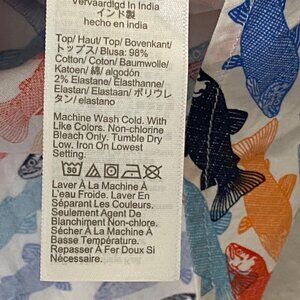 Vervaardigd In India
インド製
hecho en india
Top/Haut/Top/Bovenkant/
トップス/Blusa: 98%
Cotton/Coton/Baumwolle/
Katoen/ 綿/ algodón
2% Elastane/Elasthanne/
Elastan/Elastaan/ポリウレ
タン/elastano
Machine Wash Cold. With
Like Colors. Non-chlorine
Bleach Only. Tumble Dry
Low. Iron On Lowest
Setting.
30
Laver À La Machine À
L'eau Froide. Laver En
Séparant Les Couleurs.
Seulement Agent De
Blanchiment Non-chlore.
Sécher À La Machine À
Basse Température.
Repasser À Fer Doux Si
Nécessaire.